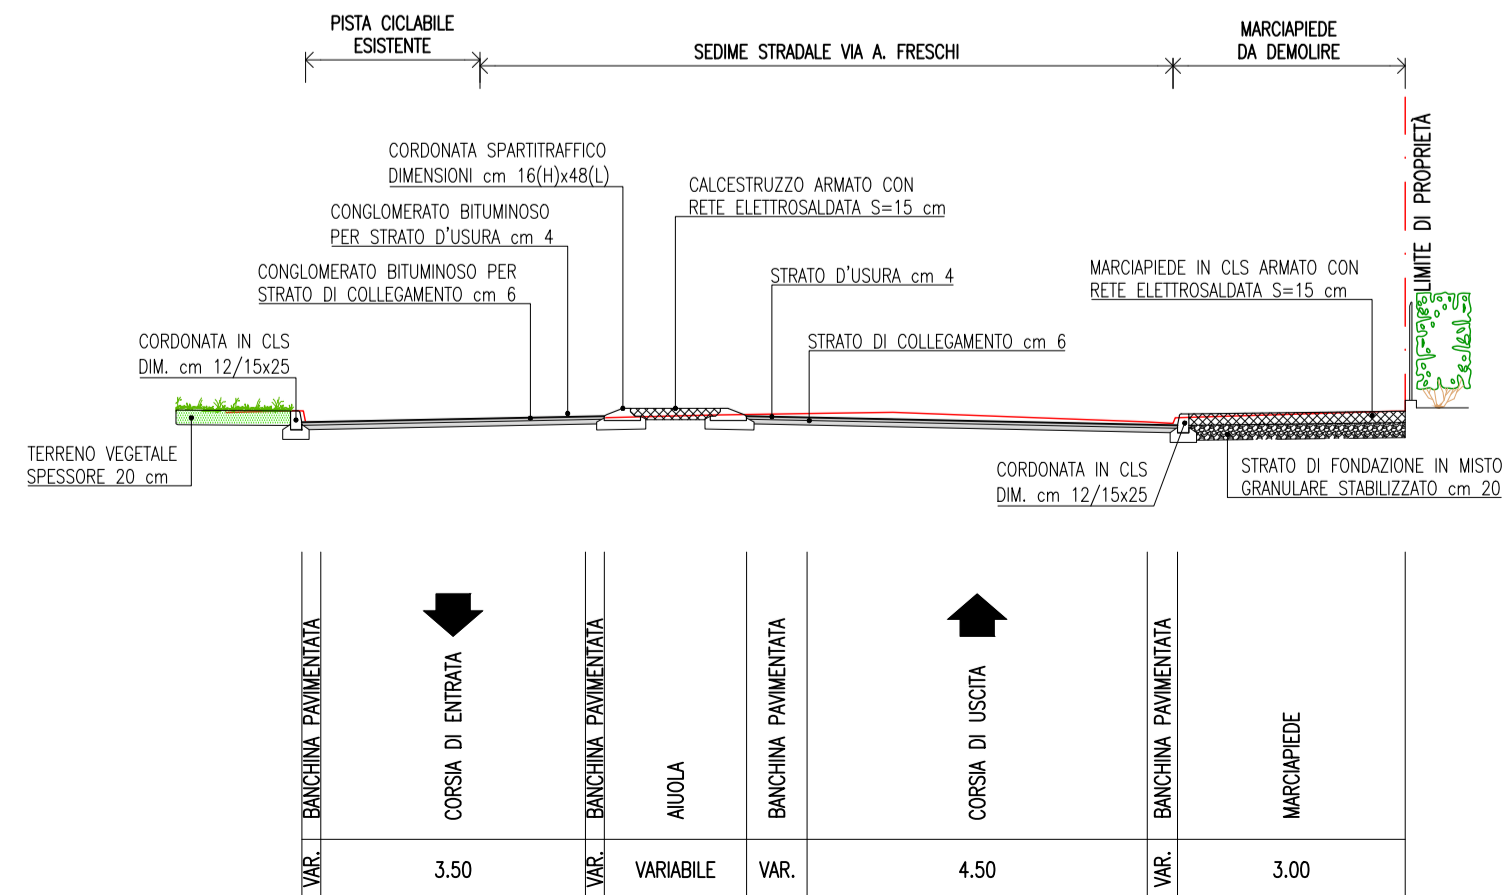 PISTA CICLABILE
ESISTENTE
SEDIME STRADALE VIA A. FRESCHI
MARCIAPIEDE
DA DEMOLIRE
LIMITE DI PROPRIETÀ
CORDONATA SPARTITRAFFICO
DIMENSIONI cm 16(H)x48(L)
CALCESTRUZZO ARMATO CON
RETE ELETTROSALDATA S=15 cm
CONGLOMERATO BITUMINOSO
PER STRATO D'USURA cm 4
CONGLOMERATO BITUMINOSO PER
STRATO DI COLLEGAMENTO cm 6
STRATO D'USURA cm 4
MARCIAPIEDE IN CLS ARMATO CON
RETE ELETTROSALDATA S=15 cm
CORDONATA IN CLS
DIM. cm 12/15x25
STRATO DI COLLEGAMENTO cm 6
TERRENO VEGETALE
SPESSORE 20 cm
CORDONATA IN CLS
DIM. cm 12/15x25
STRATO DI FONDAZIONE IN MISTO
GRANULARE STABILIZZATO cm 20
BANCHINA PAVIMENTATA
CORSIA DI ENTRATA
BANCHINA PAVIMENTATA
AIUOLA
BANCHINA PAVIMENTATA
CORSIA DI USCITA
BANCHINA PAVIMENTATA
MARCIAPIEDE
VAR.
3.50
VAR.
VARIABILE
VAR.
4.50
VAR.
3.00